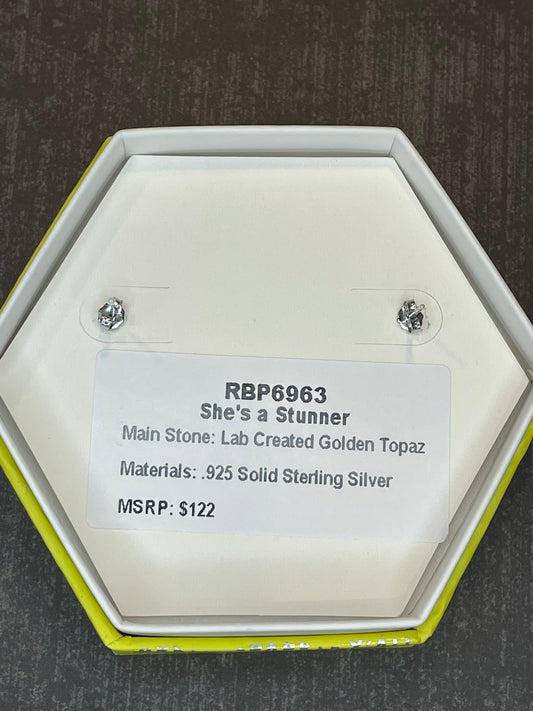 RBP6963
She's a Stunner
Main Stone: Lab Created Golden Topaz
Materials: .925 Solid Sterling Silver
MSRP: $122